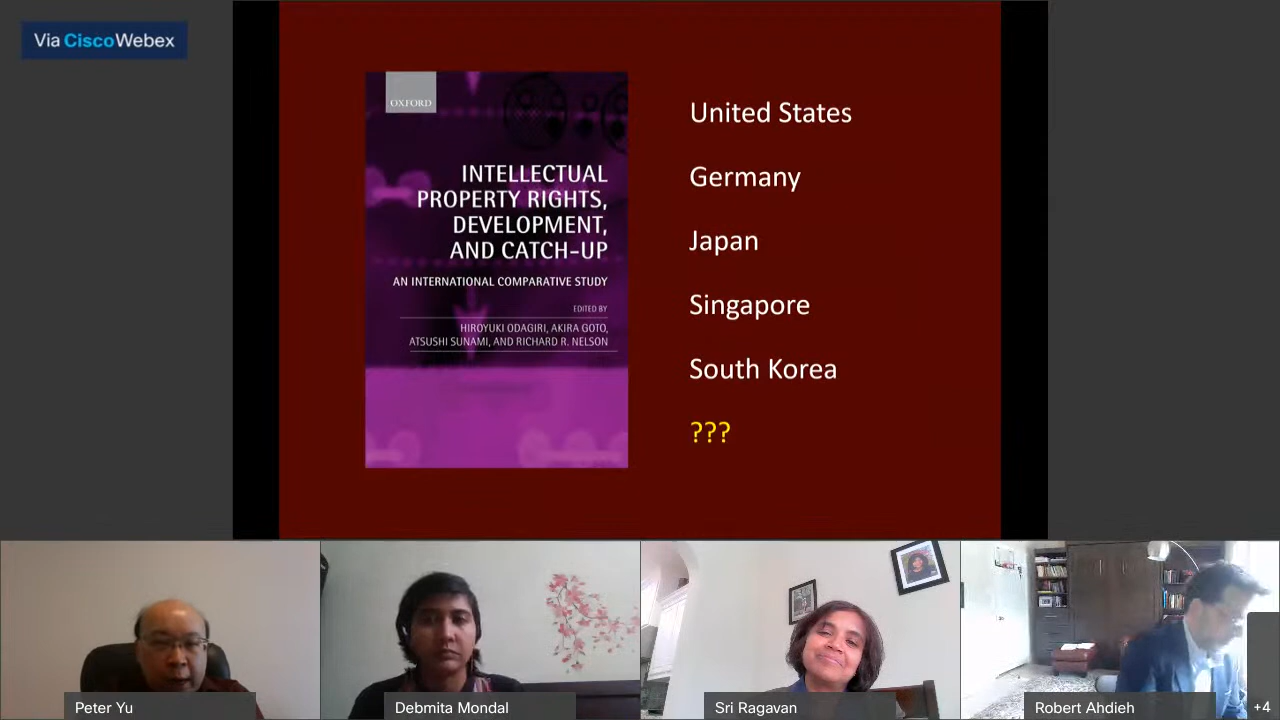 Via Cisco Webex
OXFORD
INTELLECTUAL
PROPERTY RIGHTS,
DEVELOPMENT,
AND CATCH-UP
AN INTERNATIONAL COMPARATIVE STUDY
EDITED BY
HIROYUKI ODAGIRI, AKIRA GOTO,
ATSUSHI SUNAMI, AND RICHARD R. NELSON
United States
Germany
Japan
Singapore
South Korea
???
Peter Yu
Debmita Mondal
Sri Ragavan
Robert Ahdieh
+4